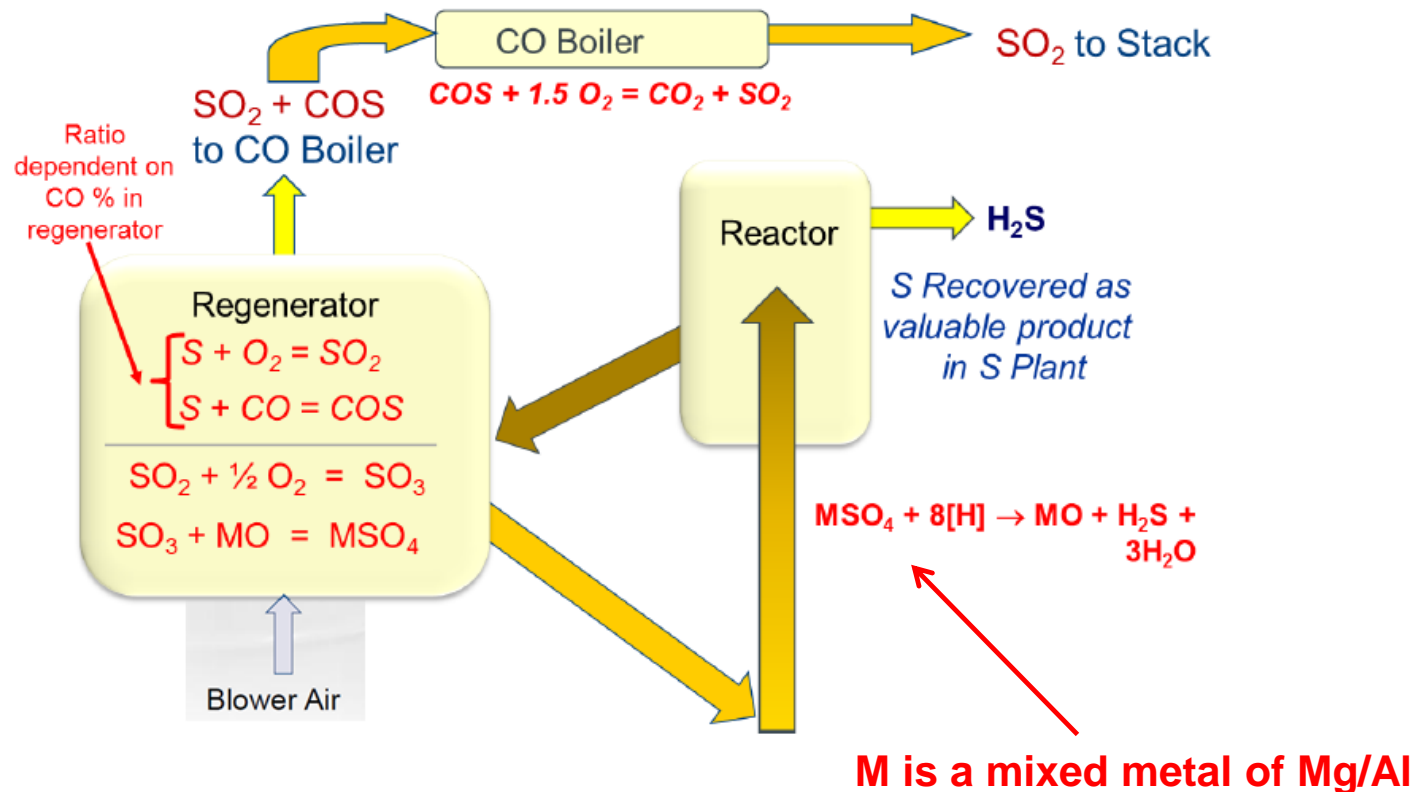 CO Boiler
SO₂ to Stack
COS + 1.5 O₂ = CO₂ + SO₂
SO₂ + COS
to CO Boiler
Ratio
dependent on
CO % in
regenerator
Reactor
H₂S
S Recovered as
valuable product
in S Plant
Regenerator
S + O₂ = SO₂
S + CO = COS
SO₂ + ½ O₂ = SO₃
SO₃ + MO = MSO₄
MSO₄ + 8[H] → MO + H₂S +
3H₂O
Blower Air
M is a mixed metal of Mg/Al